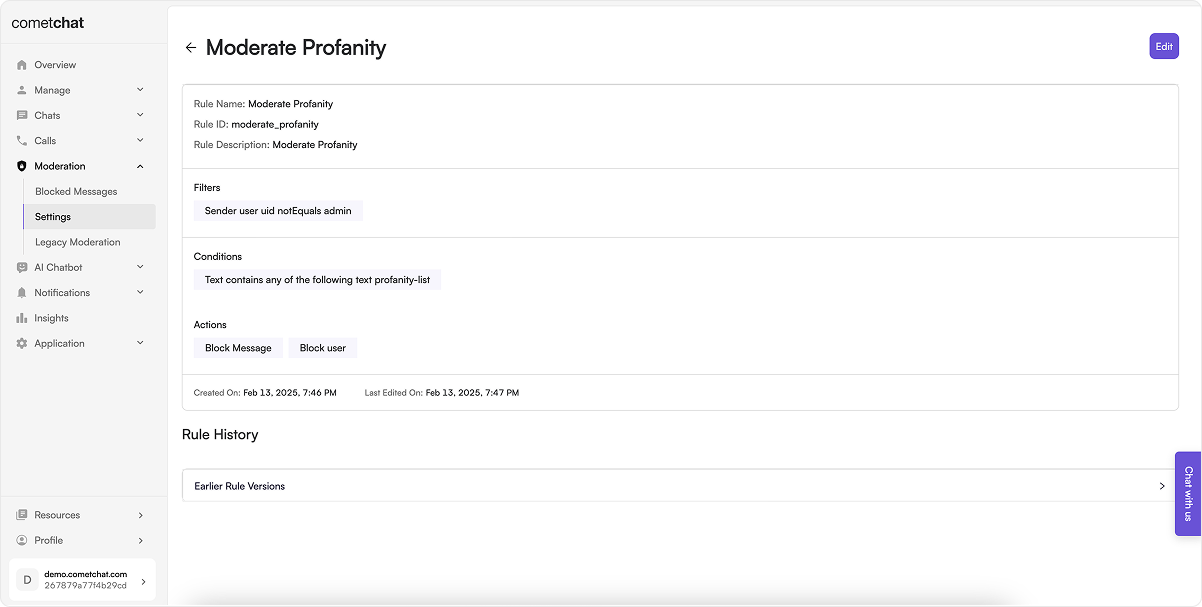 cometchat
Overview
Manage
Chats
Calls
Moderation
Blocked Messages
Settings
Legacy Moderation
AI Chatbot
Notifications
Insights
Application
Resources
Profile
D
demo.cometchat.com
267879a77f4b29cd
Moderate Profanity
Edit
Rule Name: Moderate Profanity
Rule ID: moderate_profanity
Rule Description: Moderate Profanity
Filters
Sender user uid notEquals admin
Conditions
Text contains any of the following text profanity-list
Actions
Block Message Block user
Created On: Feb 13, 2025, 7:46 PM Last Edited On: Feb 13, 2025, 7:47 PM
Rule History
Earlier Rule Versions
Chat with us